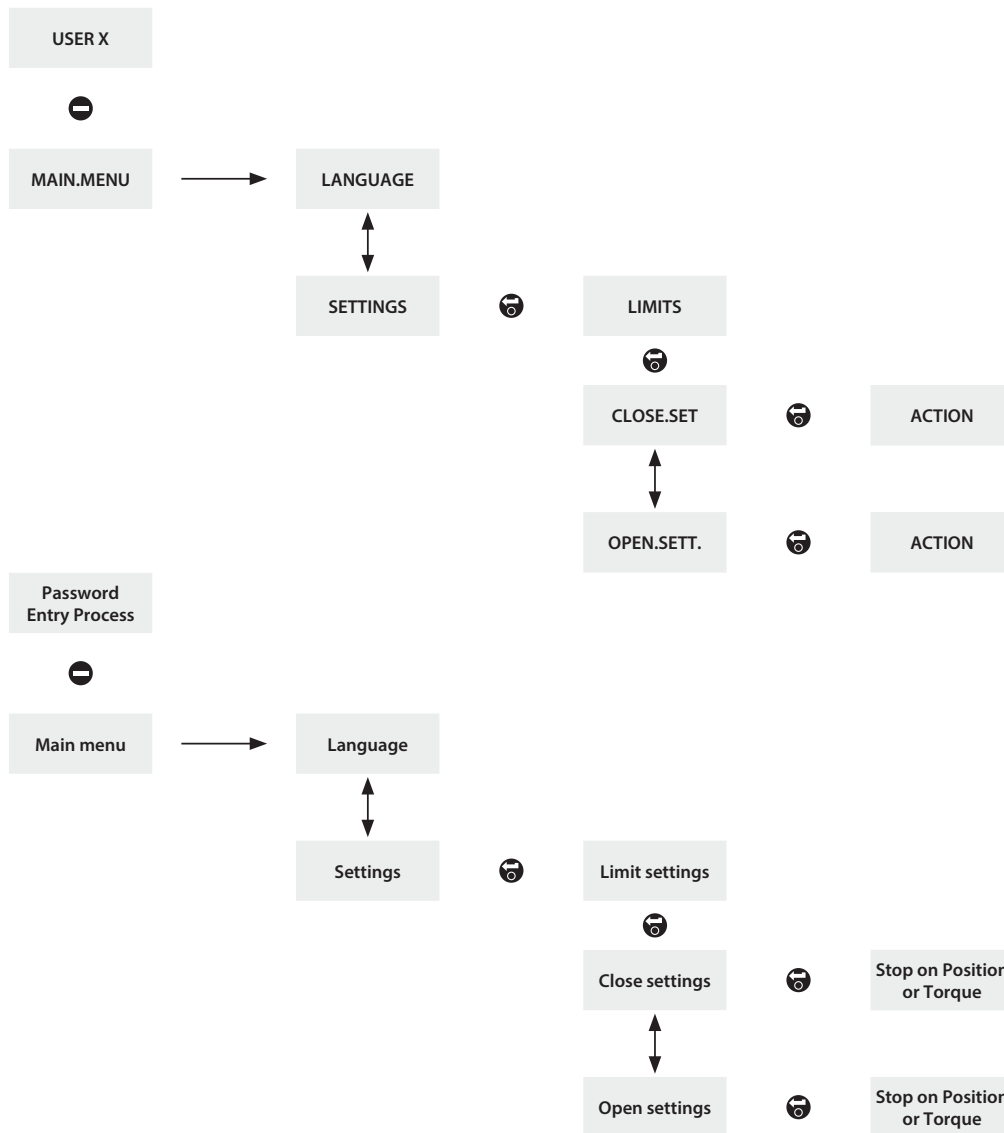 USER X
MAIN.MENU
LANGUAGE
SETTINGS
LIMITS
CLOSE.SET
ACTION
OPEN.SETT.
ACTION
Password
Entry Process
Main menu
Language
Settings
Limit settings
Close settings
Stop on Position
or Torque
Open settings
Stop on Position
or Torque